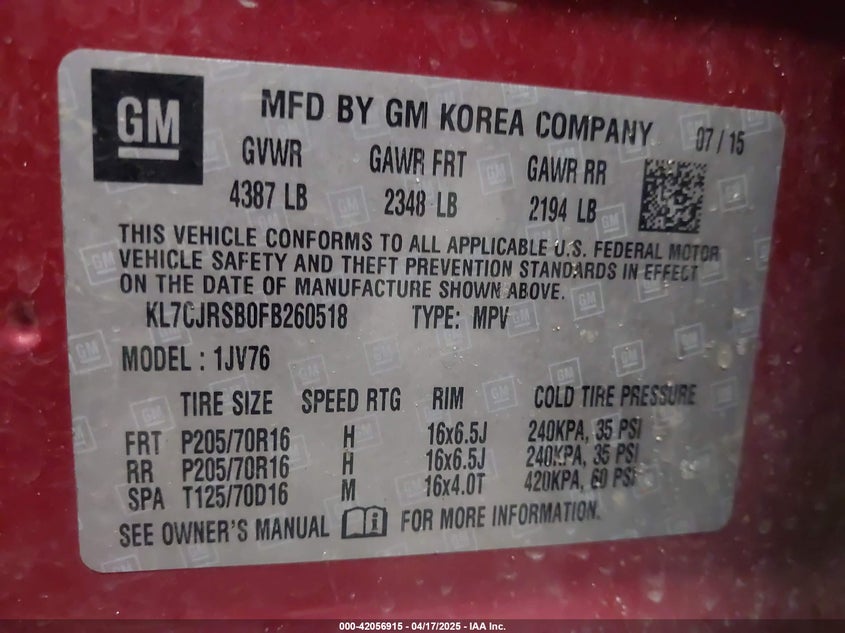 GM
MFD BY GM KOREA COMPANY 07/15
GVWR GAWR FRT GAWR RR
4387 LB 2348 LB 2194 LB
THIS VEHICLE CONFORMS TO ALL APPLICABLE U.S. FEDERAL MOTOR
VEHICLE SAFETY AND THEFT PREVENTION STANDARDS IN EFFECT
ON THE DATE OF MANUFACTURE SHOWN ABOVE.
KL7CJRSB0FB260518 TYPE: MPV
MODEL : 1JV76
TIRE SIZE SPEED RTG RIM COLD TIRE PRESSURE
FRT P205/70R16 H 16x6.5J 240KPA, 35 PSI
RR P205/70R16 H 16x6.5J 240KPA, 35 PSI
SPA T125/70D16 M 16x4.0T 420KPA, 60 PSI
SEE OWNER'S MANUAL FOR MORE INFORMATION.
000-42056915 - 04/17/2025 - IAA Inc.